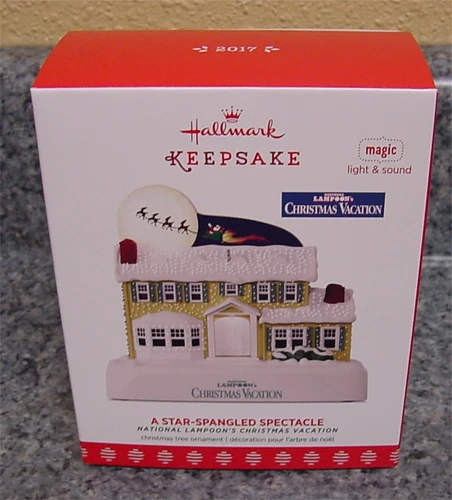 2017
Hallmark
KEEPSAKE
magic
light & sound
NATIONAL
LAMPOON's
CHRISTMAS VACATION
LAMPOON's
CHRISTMAS VACATION
A STAR-SPANGLED SPECTACLE
NATIONAL LAMPOON'S CHRISTMAS VACATION
christmas tree ornament | décoration pour l'arbre de noël